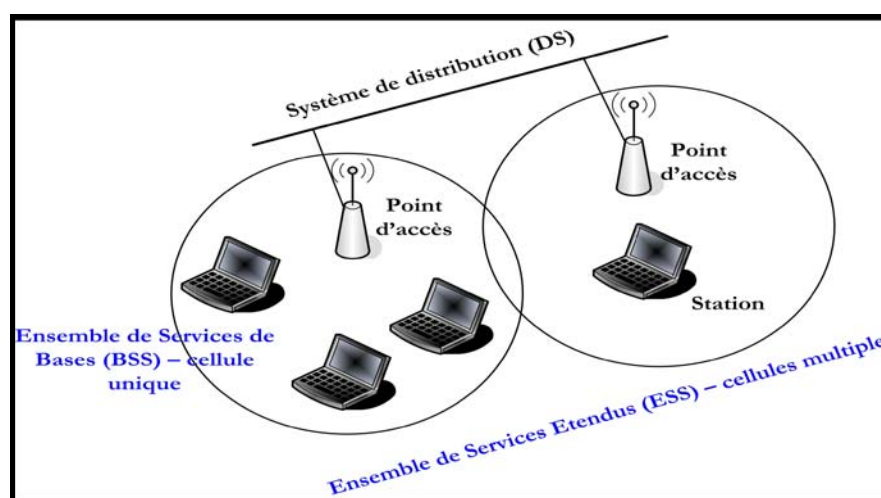 Système de distribution (DS)
Point
d'accès
Point
d'accès
Station
Ensemble de Services de
Bases (BSS) – cellule
unique
Ensemble de Services Etendus (ESS) – cellules multiple